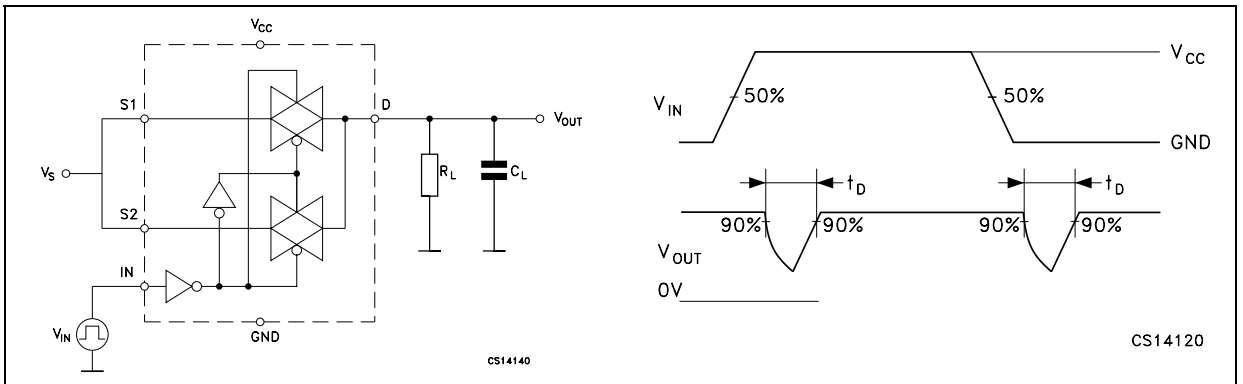 VCC
S1
D
VOUT
VS
RL
CL
S2
IN
VIN
GND
CS14140
VCC
50%
50%
VIN
GND
tD
tD
90%
90%
90%
90%
VOUT
0V
CS14120